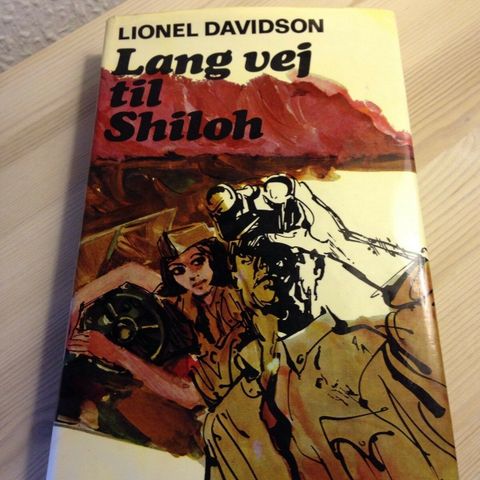 LIONEL DAVIDSON
Lang vej
til
Shiloh